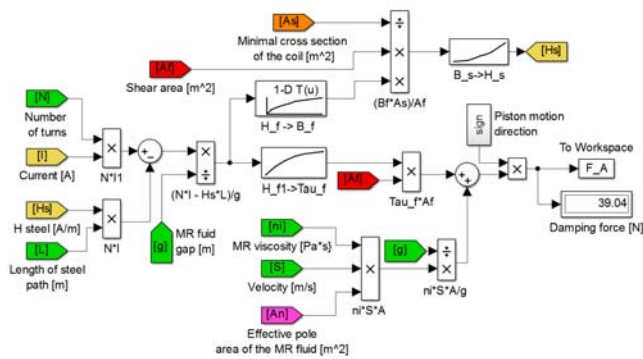 [As]
Minimal cross section
of the coil [m^2]
[Af]
Shear area [m^2]
÷
×
×
(Bf*As)/Af
B_s->H_s
[Hs]
1-D T(u)
H_f -> B_f
[N]
Number
of turns
[I]
Current [A]
×
N*I1
+
−
×
÷
(N*I - Hs*L)/g
H_f1->Tau_f
[Af]
×
Tau_f*Af
sign
Piston motion
direction
×
To Workspace
F_A
39.04
Damping force [N]
[Hs]
H steel [A/m]
[L]
Length of steel
path [m]
×
N*I
[g]
MR fluid
gap [m]
[ni]
MR viscosity [Pa*s}
[S]
Velocity [m/s]
[An]
Effective pole
area of the MR fluid [m^2]
×
ni*S*A
[g]
÷
×
ni*S*A/g
+
+